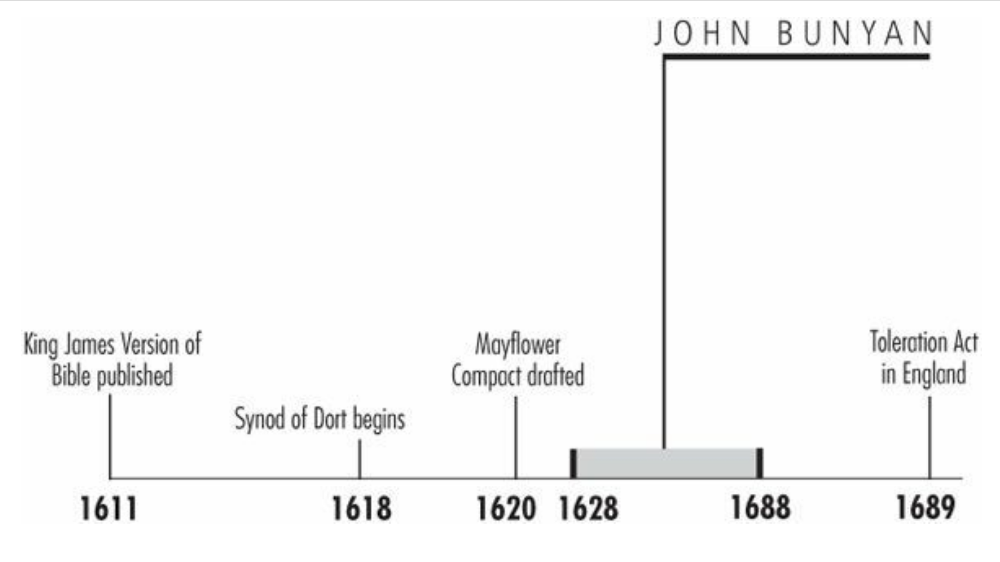 JOHN BUNYAN
King James Version of
Bible published
Synod of Dort begins
Mayflower
Compact drafted
Toleration Act
in England
1611 1618 1620 1628 1688 1689